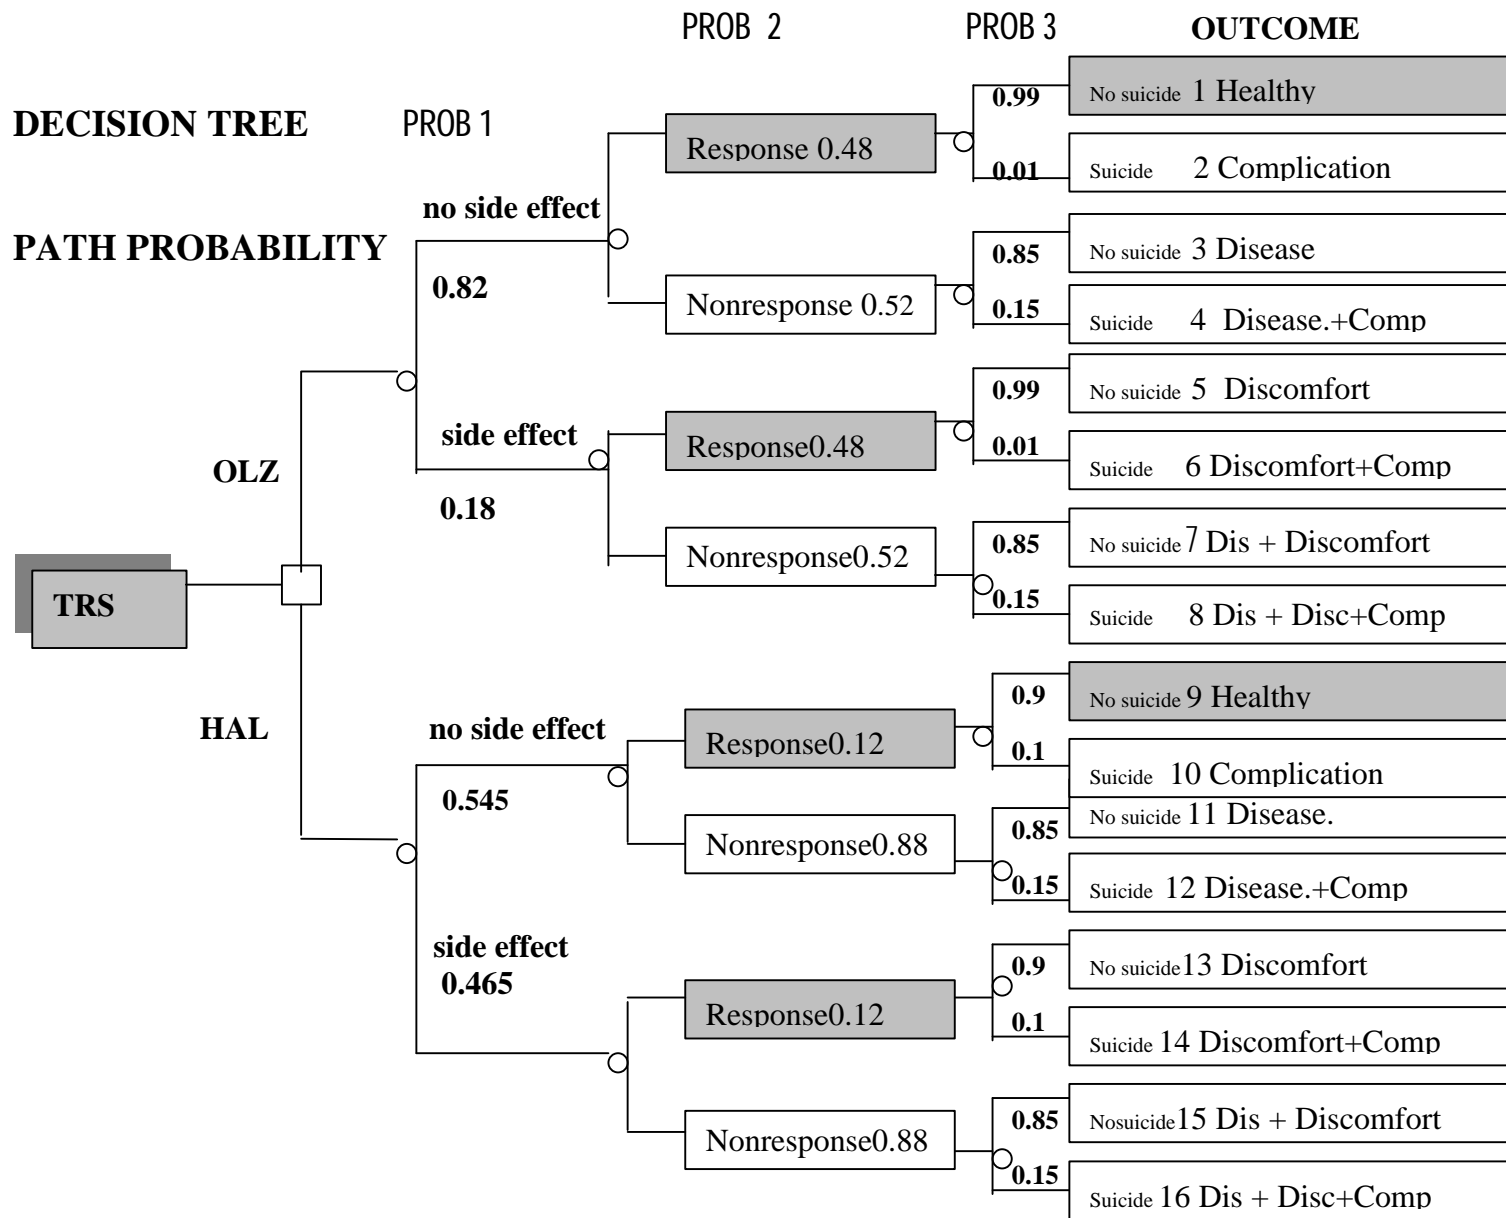 PROB 2 PROB 3 OUTCOME
DECISION TREE PROB 1
PATH PROBABILITY
TRS
OLZ
no side effect
0.82
Response 0.48
0.99
No suicide 1 Healthy
0.01
Suicide 2 Complication
Nonresponse 0.52
0.85
No suicide 3 Disease
0.15
Suicide 4 Disease.+Comp
side effect
0.18
Response0.48
0.99
No suicide 5 Discomfort
0.01
Suicide 6 Discomfort+Comp
Nonresponse0.52
0.85
No suicide 7 Dis + Discomfort
0.15
Suicide 8 Dis + Disc+Comp
HAL
no side effect
0.545
Response0.12
0.9
No suicide 9 Healthy
0.1
Suicide 10 Complication
Nonresponse0.88
0.85
No suicide 11 Disease.
0.15
Suicide 12 Disease.+Comp
side effect
0.465
Response0.12
0.9
No suicide13 Discomfort
0.1
Suicide 14 Discomfort+Comp
Nonresponse0.88
0.85
Nosuicide15 Dis + Discomfort
0.15
Suicide 16 Dis + Disc+Comp